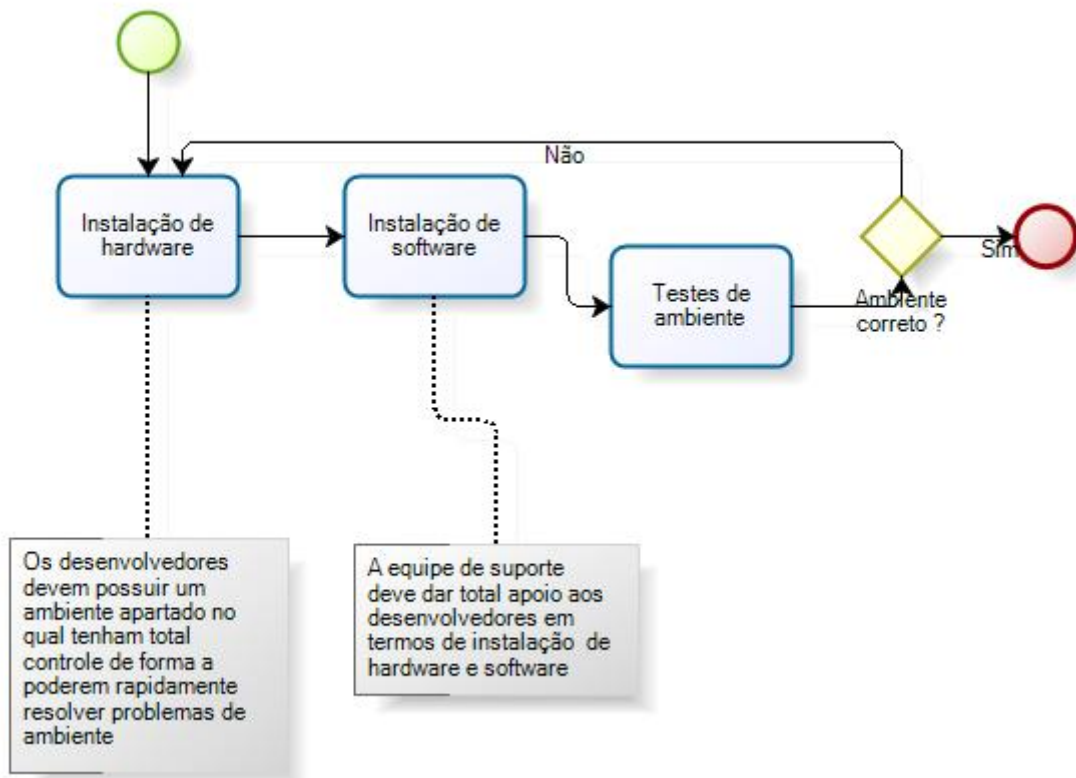 Não
Instalação de
hardware
Instalação de
software
Testes de
ambiente
Sim
Ambiente
correto ?
Os desenvolvedores
devem possuir um
ambiente apartado no
qual tenham total
controle de forma a
poderem rapidamente
resolver problemas de
ambiente
A equipe de suporte
deve dar total apoio aos
desenvolvedores em
termos de instalação de
hardware e software